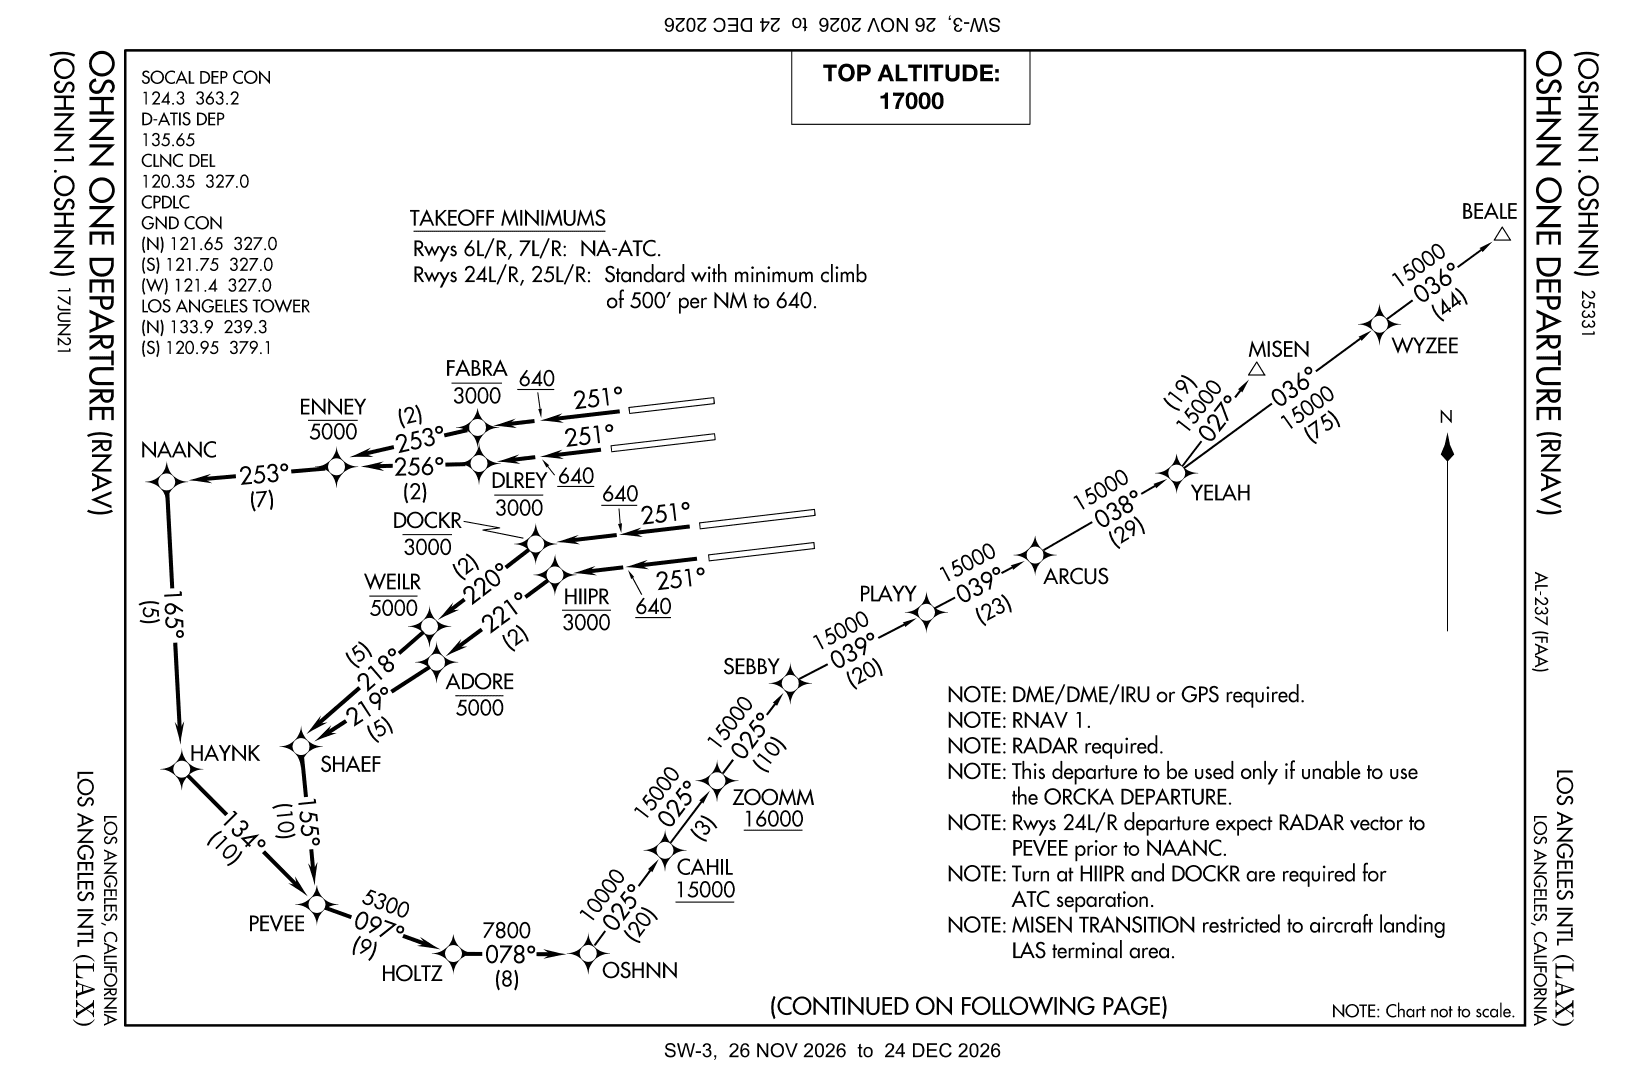 SW-3, 26 NOV 2026 to 24 DEC 2026
(OSHNN1.OSHNN) 17JUN21
OSHNN ONE DEPARTURE (RNAV)
LOS ANGELES INTL (LAX)
LOS ANGELES, CALIFORNIA
TOP ALTITUDE:
17000
SOCAL DEP CON
124.3 363.2
D-ATIS DEP
135.65
CLNC DEL
120.35 327.0
CPDLC
GND CON
(N) 121.65 327.0
(S) 121.75 327.0
(W) 121.4 327.0
LOS ANGELES TOWER
(N) 133.9 239.3
(S) 120.95 379.1
TAKEOFF MINIMUMS
Rwys 6L/R, 7L/R: NA-ATC.
Rwys 24L/R, 25L/R: Standard with minimum climb
of 500' per NM to 640.
FABRA
3000
640
251°
ENNEY
5000
(2)
253°
251°
NAANC
253°
(7)
256°
(2)
DLREY
3000
640
DOCKR
3000
640
251°
(2)
220°
WEILR
5000
HIIPR
3000
251°
640
221°
(2)
165°
(5)
(5)
218°
ADORE
5000
219°
(5)
HAYNK
SHAEF
155°
(10)
134°
(10)
PEVEE
5300
097°
(9)
HOLTZ
7800
078°
(8)
OSHNN
10000
025°
(20)
CAHIL
15000
15000
025°
(3)
ZOOMM
16000
15000
025°
(10)
SEBBY
15000
039°
(20)
PLAYY
15000
039°
(23)
ARCUS
15000
038°
(29)
YELAH
(19)
15000
027°
MISEN
036°
15000
(75)
WYZEE
15000
036°
(44)
BEALE
N
NOTE: DME/DME/IRU or GPS required.
NOTE: RNAV 1.
NOTE: RADAR required.
NOTE: This departure to be used only if unable to use
the ORCKA DEPARTURE.
NOTE: Rwys 24L/R departure expect RADAR vector to
PEVEE prior to NAANC.
NOTE: Turn at HIIPR and DOCKR are required for
ATC separation.
NOTE: MISEN TRANSITION restricted to aircraft landing
LAS terminal area.
(CONTINUED ON FOLLOWING PAGE)
NOTE: Chart not to scale.
(OSHNN1.OSHNN) 25331
OSHNN ONE DEPARTURE (RNAV)
AL-237 (FAA)
LOS ANGELES INTL (LAX)
LOS ANGELES, CALIFORNIA
SW-3, 26 NOV 2026 to 24 DEC 2026